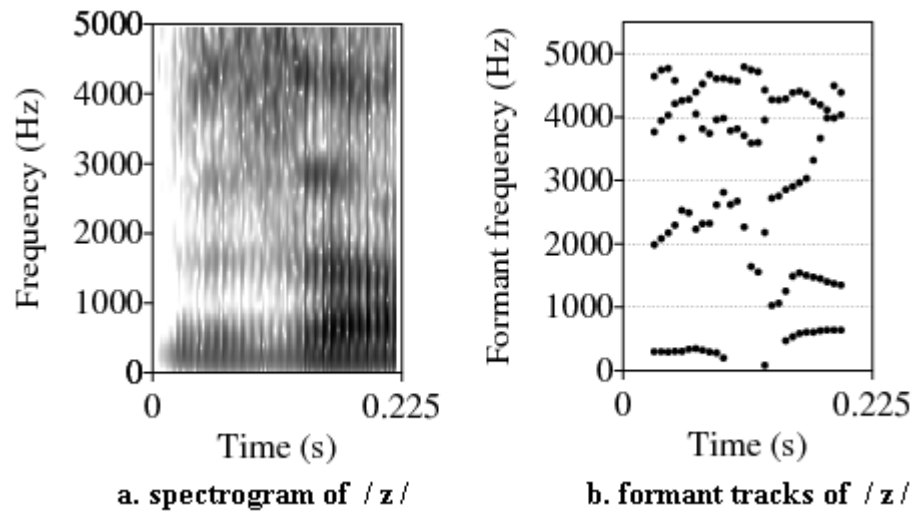 5000
4000
3000
2000
1000
0
Frequency (Hz)
0
0.225
Time (s)
a. spectrogram of / z /
5000
4000
3000
2000
1000
0
Formant frequency (Hz)
0
0.225
Time (s)
b. formant tracks of / z /